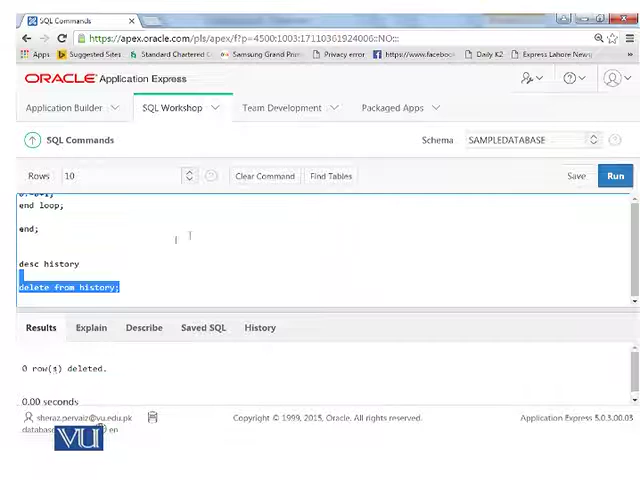 SQL Commands
https://apex.oracle.com/pls/apex/f?p=4500:1003:17110361924006::NO:::
Apps Suggested Sites Standard Chartered C Samsung Grand Prim Privacy error https://www.facebook Daily K2 Express Lahore News
ORACLE Application Express
Application Builder SQL Workshop Team Development Packaged Apps
SQL Commands Schema SAMPLEDATABASE
Rows 10 Clear Command Find Tables Save Run
end loop;
end;
desc history
delete from history;
Results Explain Describe Saved SQL History
0 row(s) deleted.
0.00 seconds
sheraz.pervaiz@vu.edu.pk Copyright © 1999, 2015, Oracle. All rights reserved. Application Express 5.0.3.00.03
en
VU